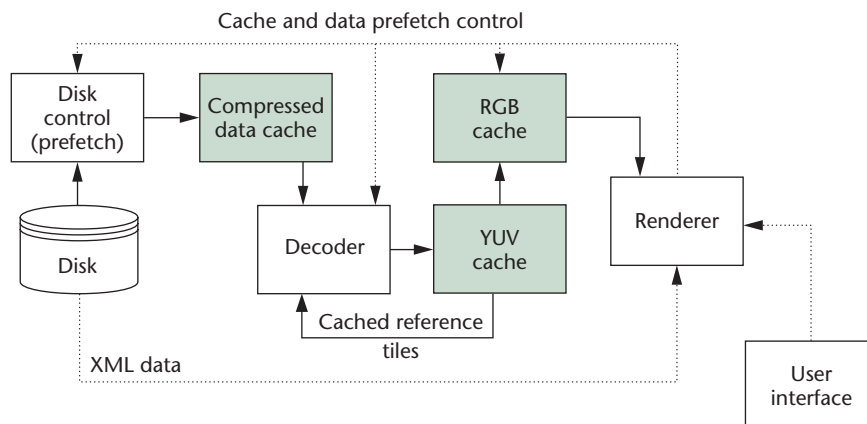 Cache and data prefetch control
Disk
control
(prefetch)
Compressed
data cache
RGB
cache
Renderer
Disk
Decoder
YUV
cache
Cached reference
tiles
XML data
User
interface